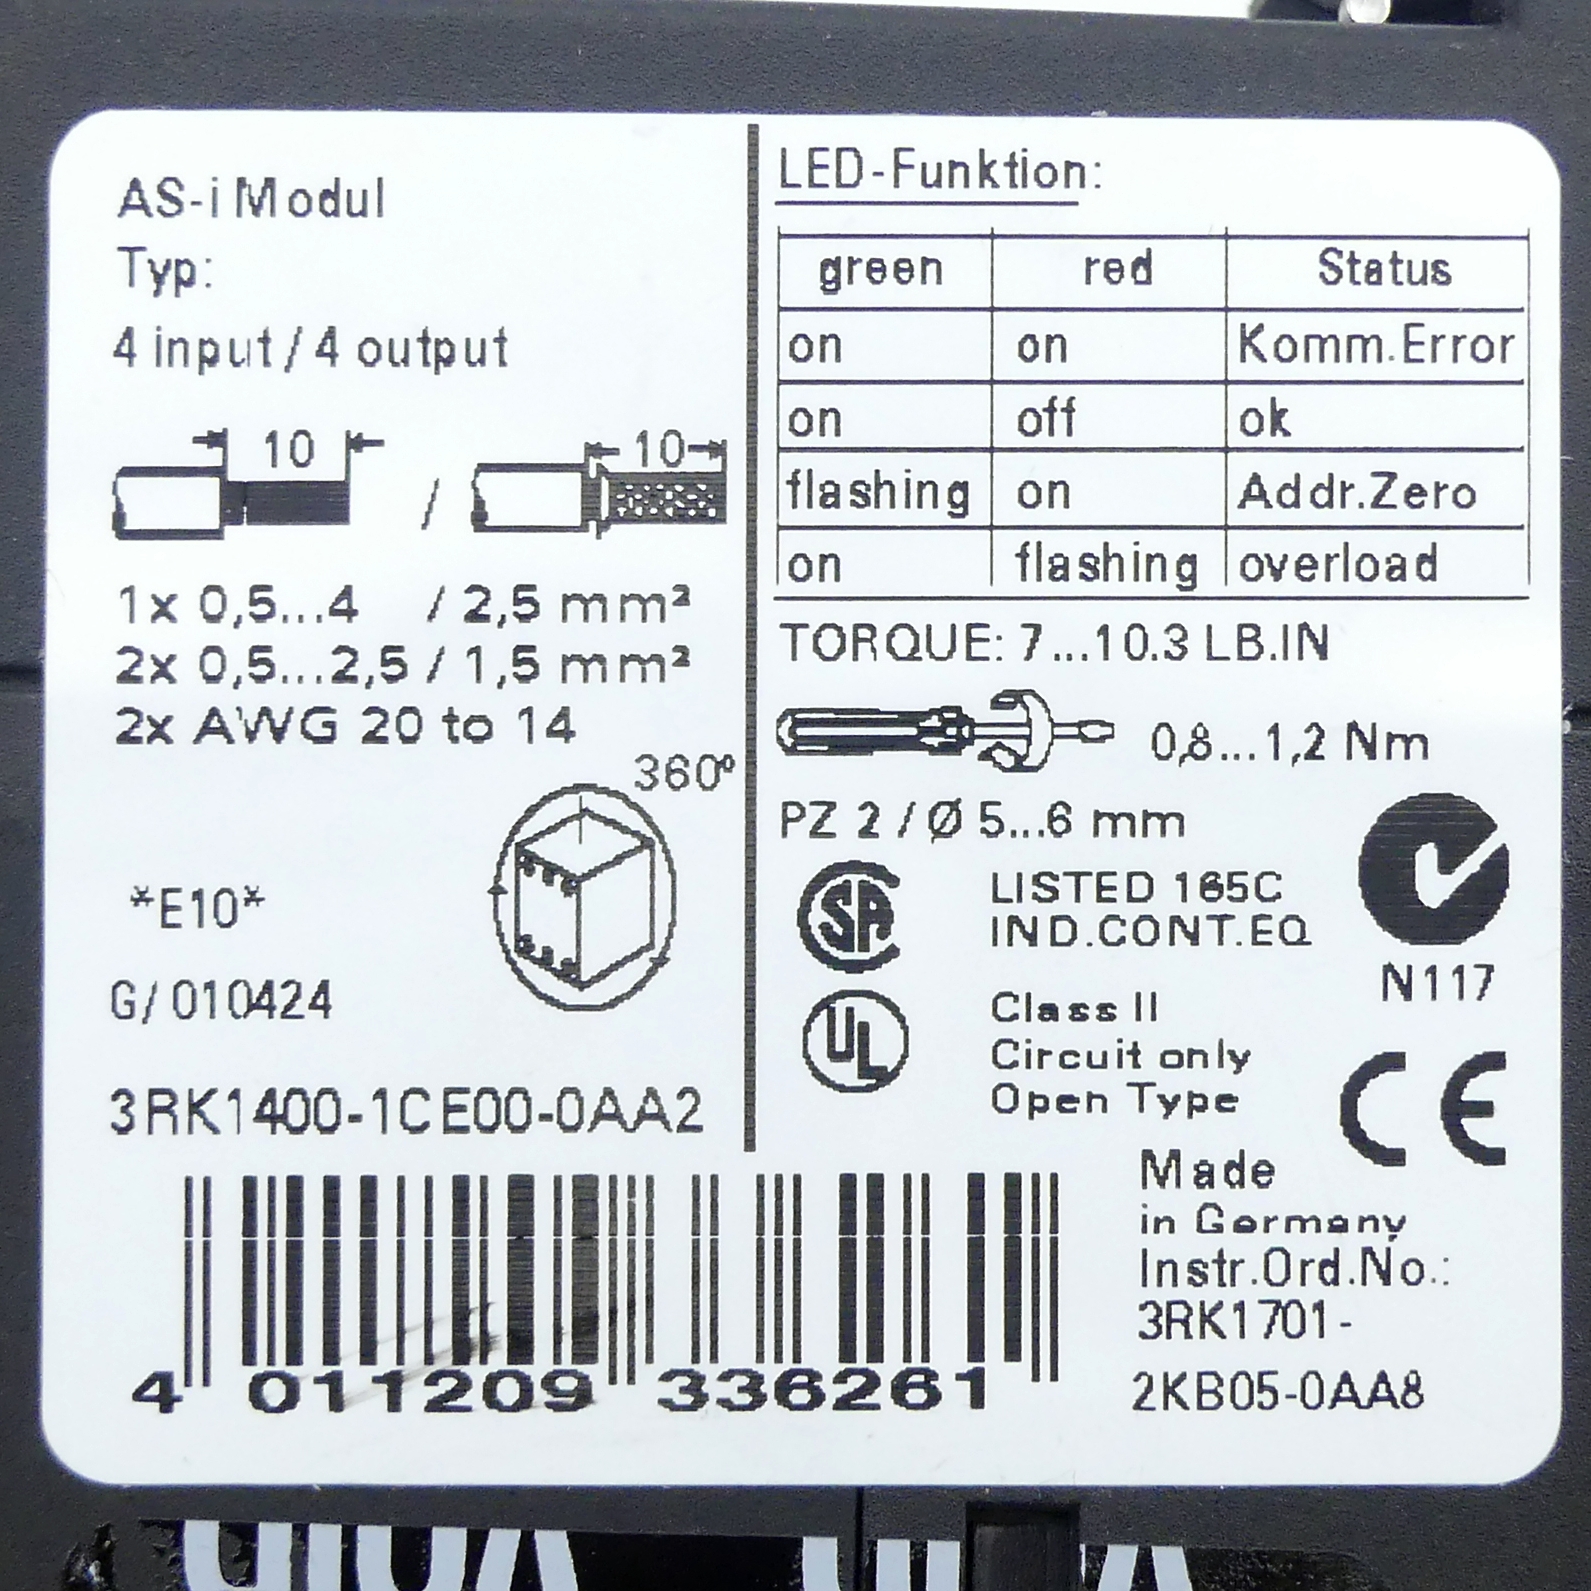 AS-i Modul
Typ:
4 input / 4 output
10 / 10
1x 0,5...4 / 2,5 mm²
2x 0,5...2,5 / 1,5 mm²
2x AWG 20 to 14
360°
*E10*
G/ 010424
3RK1400-1CE00-0AA2
4 011209 336261
LED-Funktion:
green red Status
on on Komm.Error
on off ok
flashing on Addr.Zero
on flashing overload
TORQUE: 7...10.3 LB.IN
0,8...1,2 Nm
PZ 2 / Ø 5...6 mm
SA LISTED 165C
IND.CONT.EQ
N117
UL Class II
Circuit only
Open Type
CE
Made
in Germany
Instr.Ord.No.:
3RK1701-
2KB05-0AA8